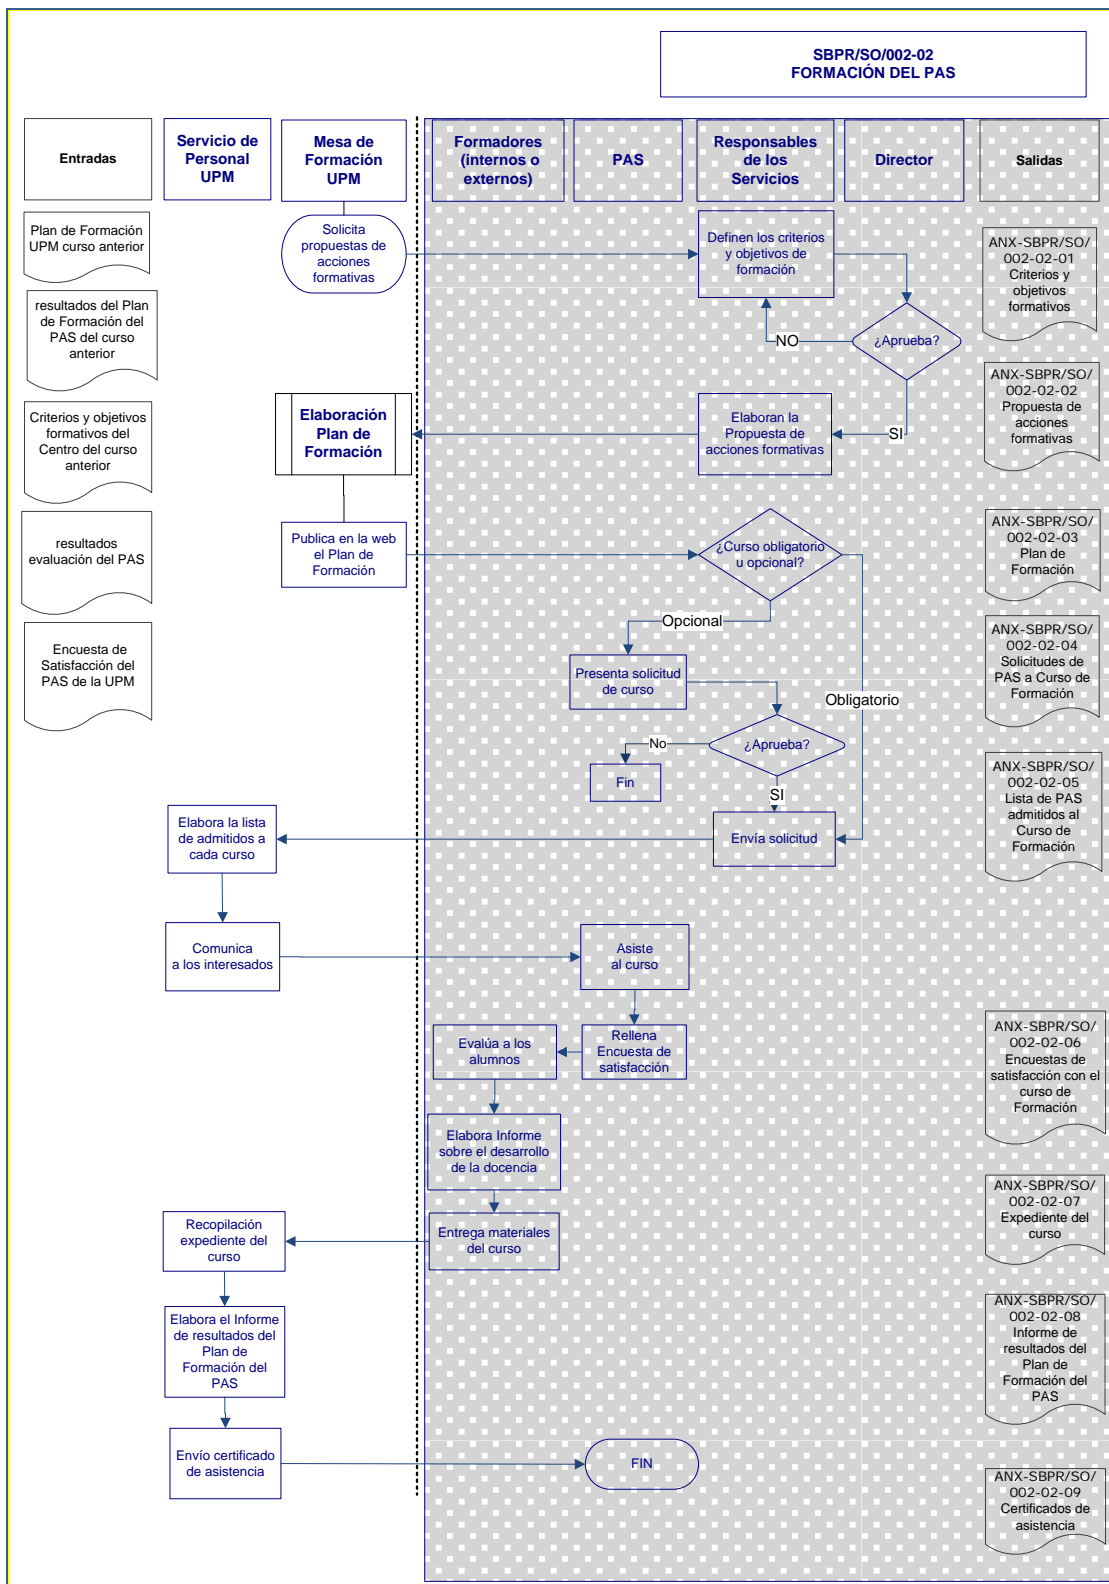 SBPR/SO/002-02
FORMACIÓN DEL PAS
Entradas
Servicio de
Personal
UPM
Mesa de
Formación
UPM
Formadores
(internos o
externos)
PAS
Responsables
de los
Servicios
Director
Salidas
Plan de Formación
UPM curso anterior
resultados del Plan
de Formación del
PAS del curso
anterior
Criterios y objetivos
formativos del
Centro del curso
anterior
resultados
evaluación del PAS
Encuesta de
Satisfacción del
PAS de la UPM
Solicita
propuestas de
acciones
formativas
Definen los criterios
y objetivos de
formación
¿Aprueba?
NO
SI
Elaboran la
Propuesta de
acciones formativas
Elaboración
Plan de
Formación
Publica en la web
el Plan de
Formación
¿Curso obligatorio
u opcional?
Opcional
Obligatorio
Presenta solicitud
de curso
¿Aprueba?
No
Fin
SI
Envía solicitud
Elabora la lista
de admitidos a
cada curso
Comunica
a los interesados
Asiste
al curso
Rellena
Encuesta de
satisfacción
Evalúa a los
alumnos
Elabora Informe
sobre el desarrollo
de la docencia
Entrega materiales
del curso
Recopilación
expediente del
curso
Elabora el Informe
de resultados del
Plan de
Formación del
PAS
Envío certificado
de asistencia
FIN
ANX-SBPR/SO/
002-02-01
Criterios y
objetivos
formativos
ANX-SBPR/SO/
002-02-02
Propuesta de
acciones
formativas
ANX-SBPR/SO/
002-02-03
Plan de
Formación
ANX-SBPR/SO/
002-02-04
Solicitudes de
PAS a Curso de
Formación
ANX-SBPR/SO/
002-02-05
Lista de PAS
admitidos al
Curso de
Formación
ANX-SBPR/SO/
002-02-06
Encuestas de
satisfacción con el
curso de
Formación
ANX-SBPR/SO/
002-02-07
Expediente del
curso
ANX-SBPR/SO/
002-02-08
Informe de
resultados del
Plan de
Formación del
PAS
ANX-SBPR/SO/
002-02-09
Certificados de
asistencia